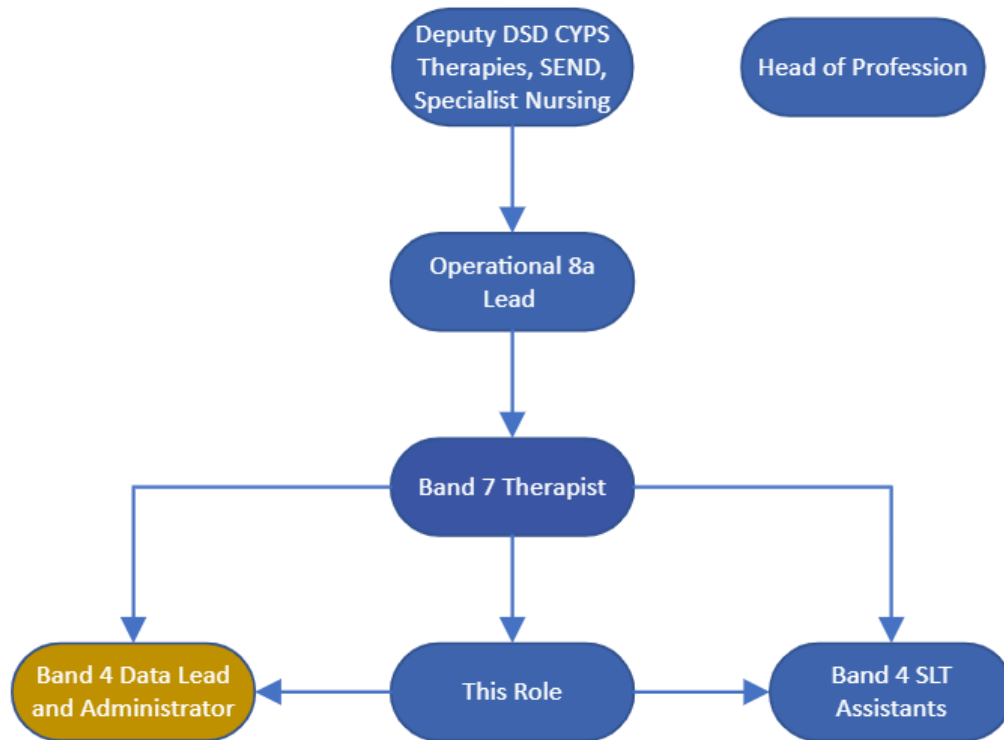 Deputy DSD CYPS
Therapies, SEND,
Specialist Nursing
Head of Profession
Operational 8a
Lead
Band 7 Therapist
Band 4 Data Lead
and Administrator
This Role
Band 4 SLT
Assistants